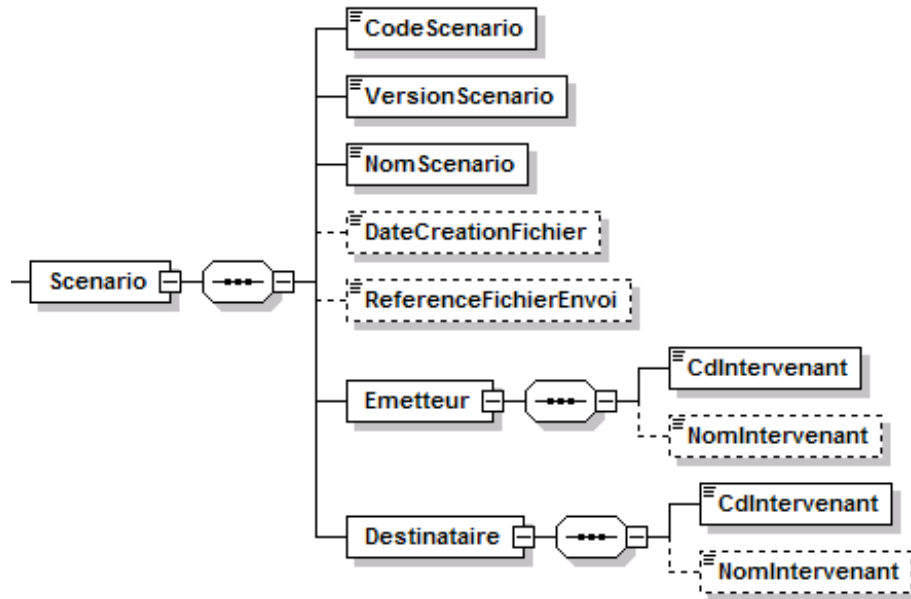 CodeScenario
VersionScenario
NomScenario
DateCreationFichier
Scenario
ReferenceFichierEnvoi
CdIntervenant
Emetteur
NomIntervenant
CdIntervenant
Destinataire
NomIntervenant